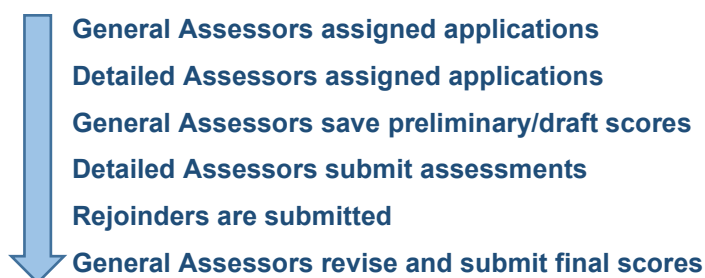 General Assessors assigned applications
Detailed Assessors assigned applications
General Assessors save preliminary/draft scores
Detailed Assessors submit assessments
Rejoinders are submitted
General Assessors revise and submit final scores